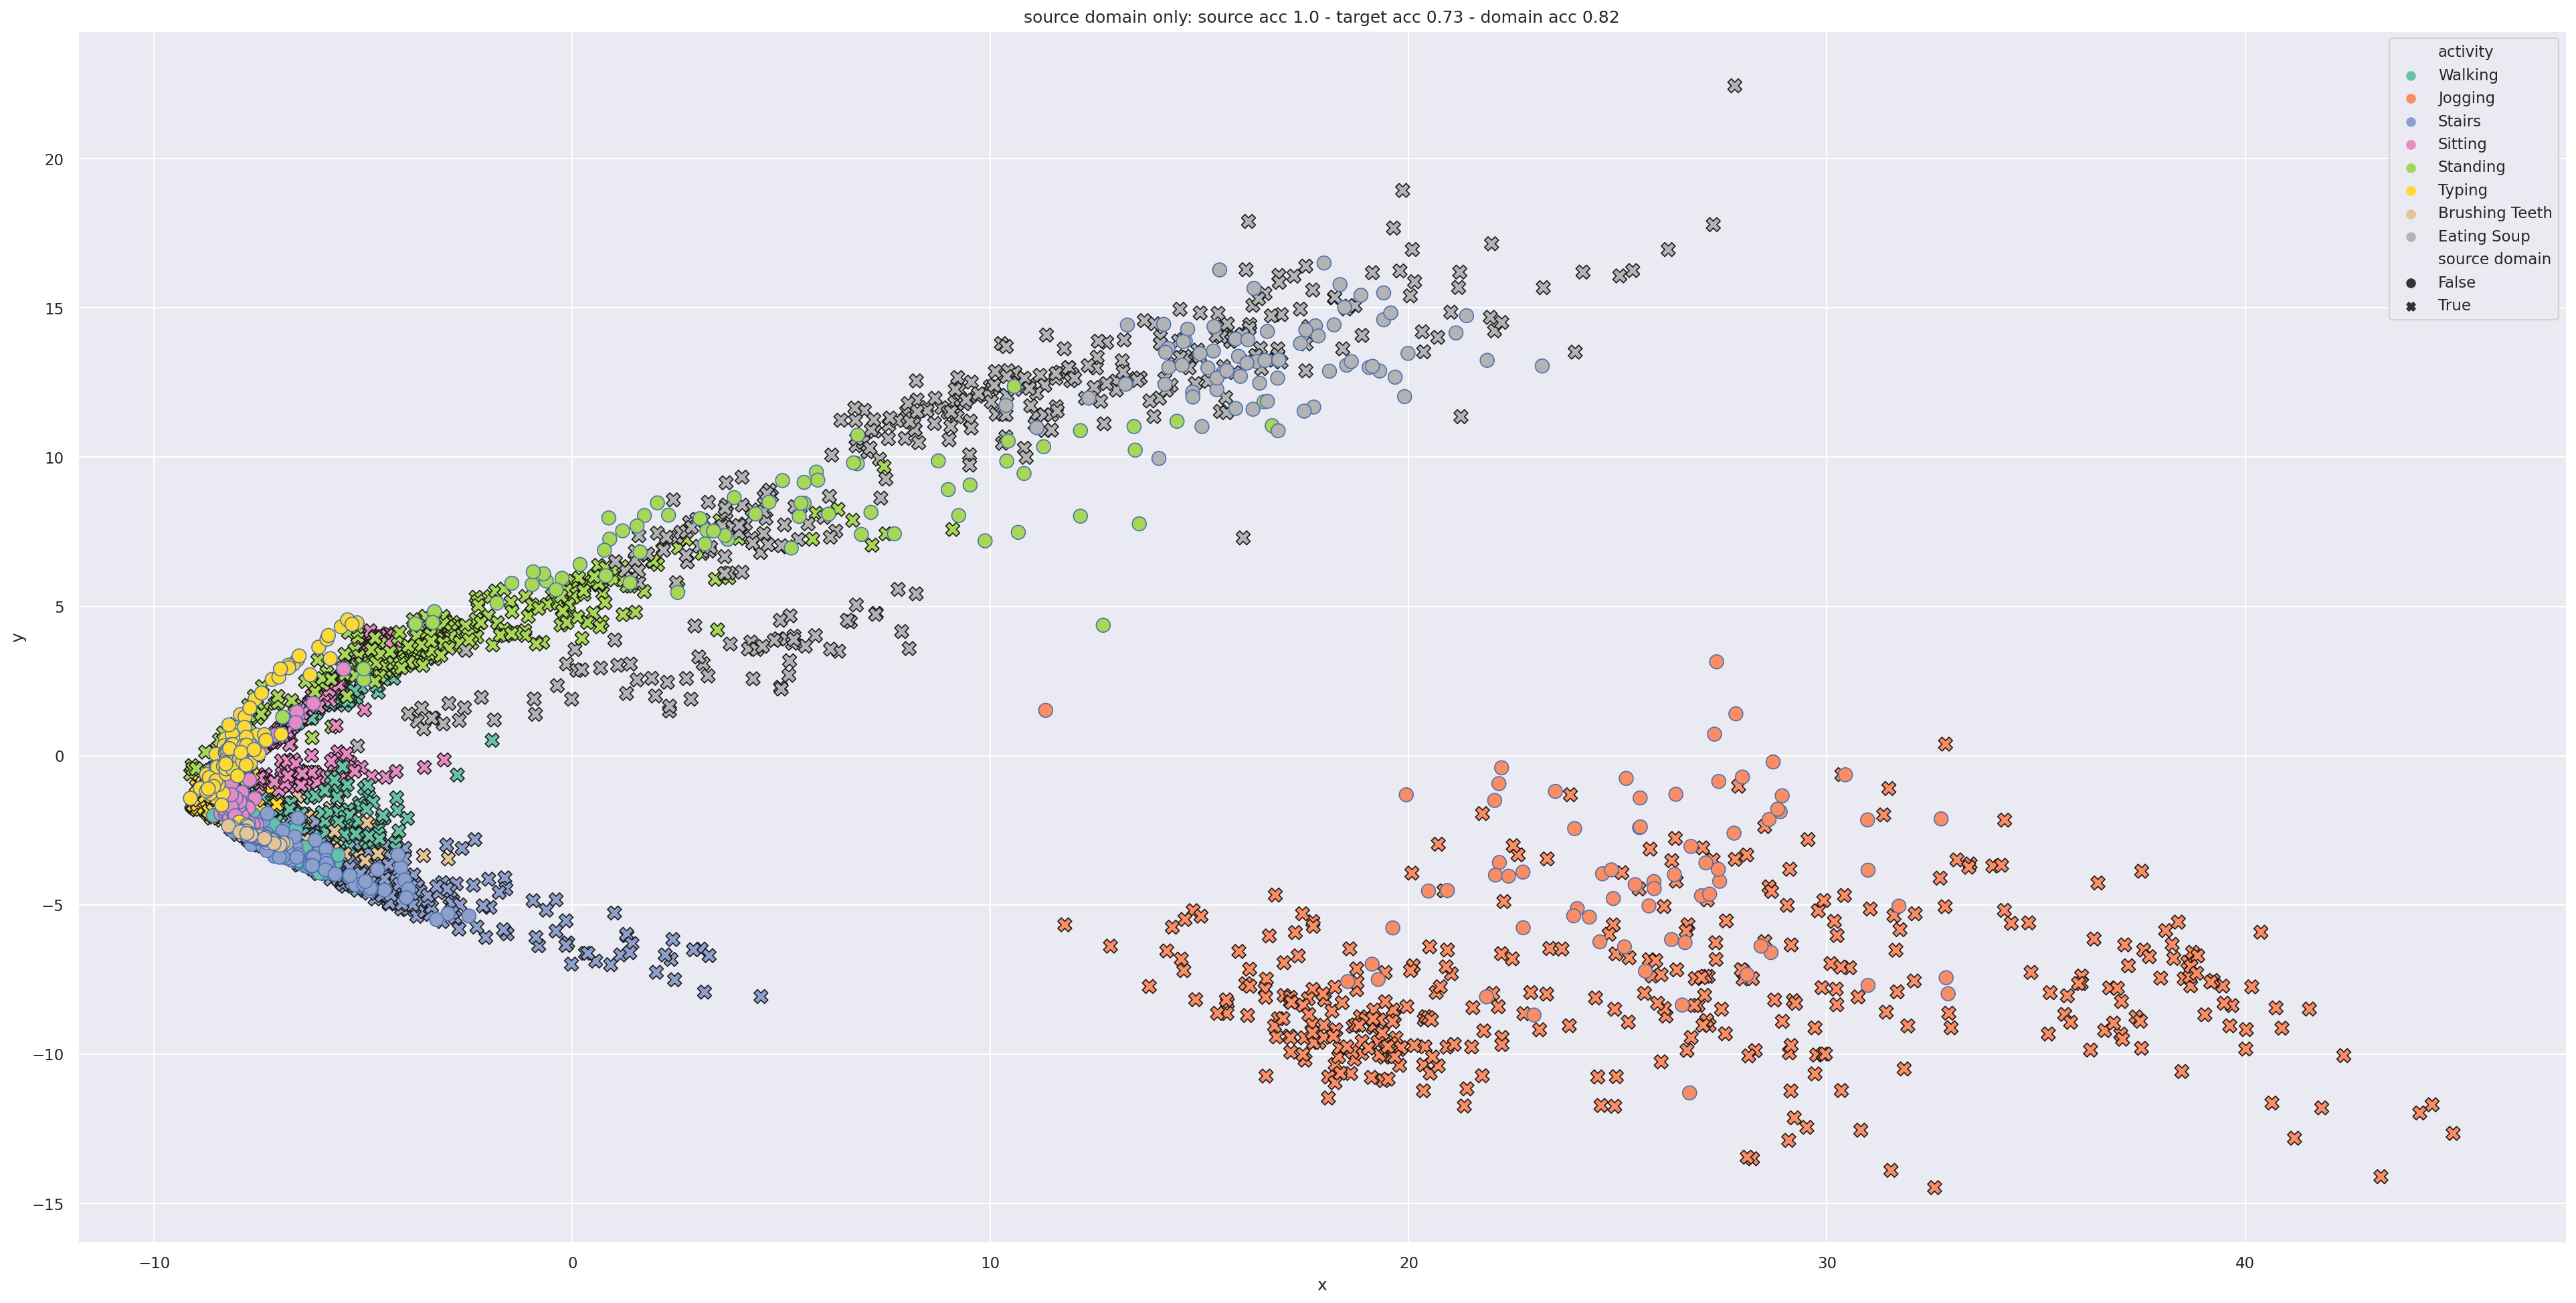 source domain only: source acc 1.0 - target acc 0.73 - domain acc 0.82
activity
Walking
Jogging
Stairs
Sitting
Standing
Typing
Brushing Teeth
Eating Soup
source domain
False
True
20
15
10
5
0
−5
−10
−15
y
−10 0 10 20 30 40
x